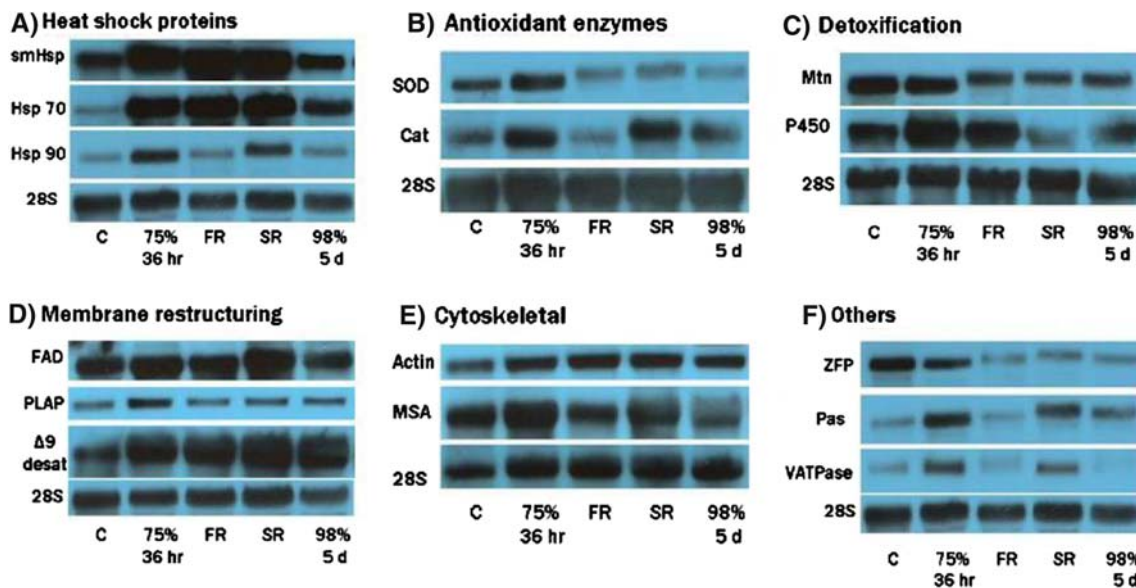 A) Heat shock proteins
smHsp
Hsp 70
Hsp 90
28S
C 75% FR SR 98%
36 hr 5 d
B) Antioxidant enzymes
SOD
Cat
28S
C 75% FR SR 98%
36 hr 5 d
C) Detoxification
Mtn
P450
28S
C 75% FR SR 98%
36 hr 5 d
D) Membrane restructuring
FAD
PLAP
Δ9
desat
28S
C 75% FR SR 98%
36 hr 5 d
E) Cytoskeletal
Actin
MSA
28S
C 75% FR SR 98%
36 hr 5 d
F) Others
ZFP
Pas
VATPase
28S
C 75% FR SR 98%
36 hr 5 d